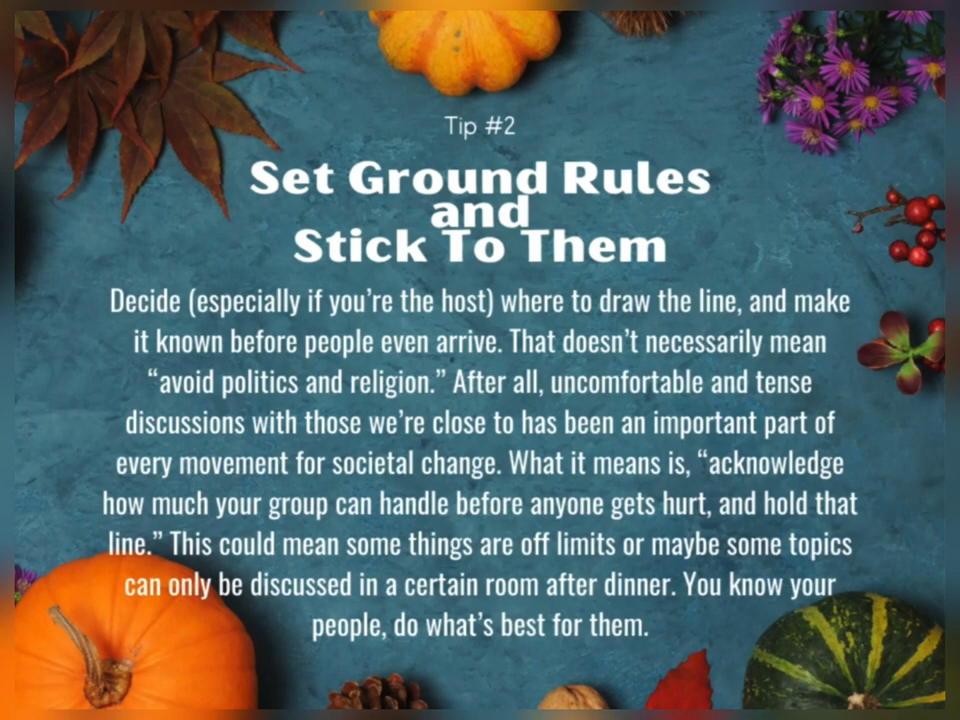 Tip #2
Set Ground Rules
and
Stick To Them
Decide (especially if you’re the host) where to draw the line, and make
it known before people even arrive. That doesn’t necessarily mean
“avoid politics and religion.” After all, uncomfortable and tense
discussions with those we’re close to has been an important part of
every movement for societal change. What it means is, “acknowledge
how much your group can handle before anyone gets hurt, and hold that
line.” This could mean some things are off limits or maybe some topics
can only be discussed in a certain room after dinner. You know your
people, do what’s best for them.